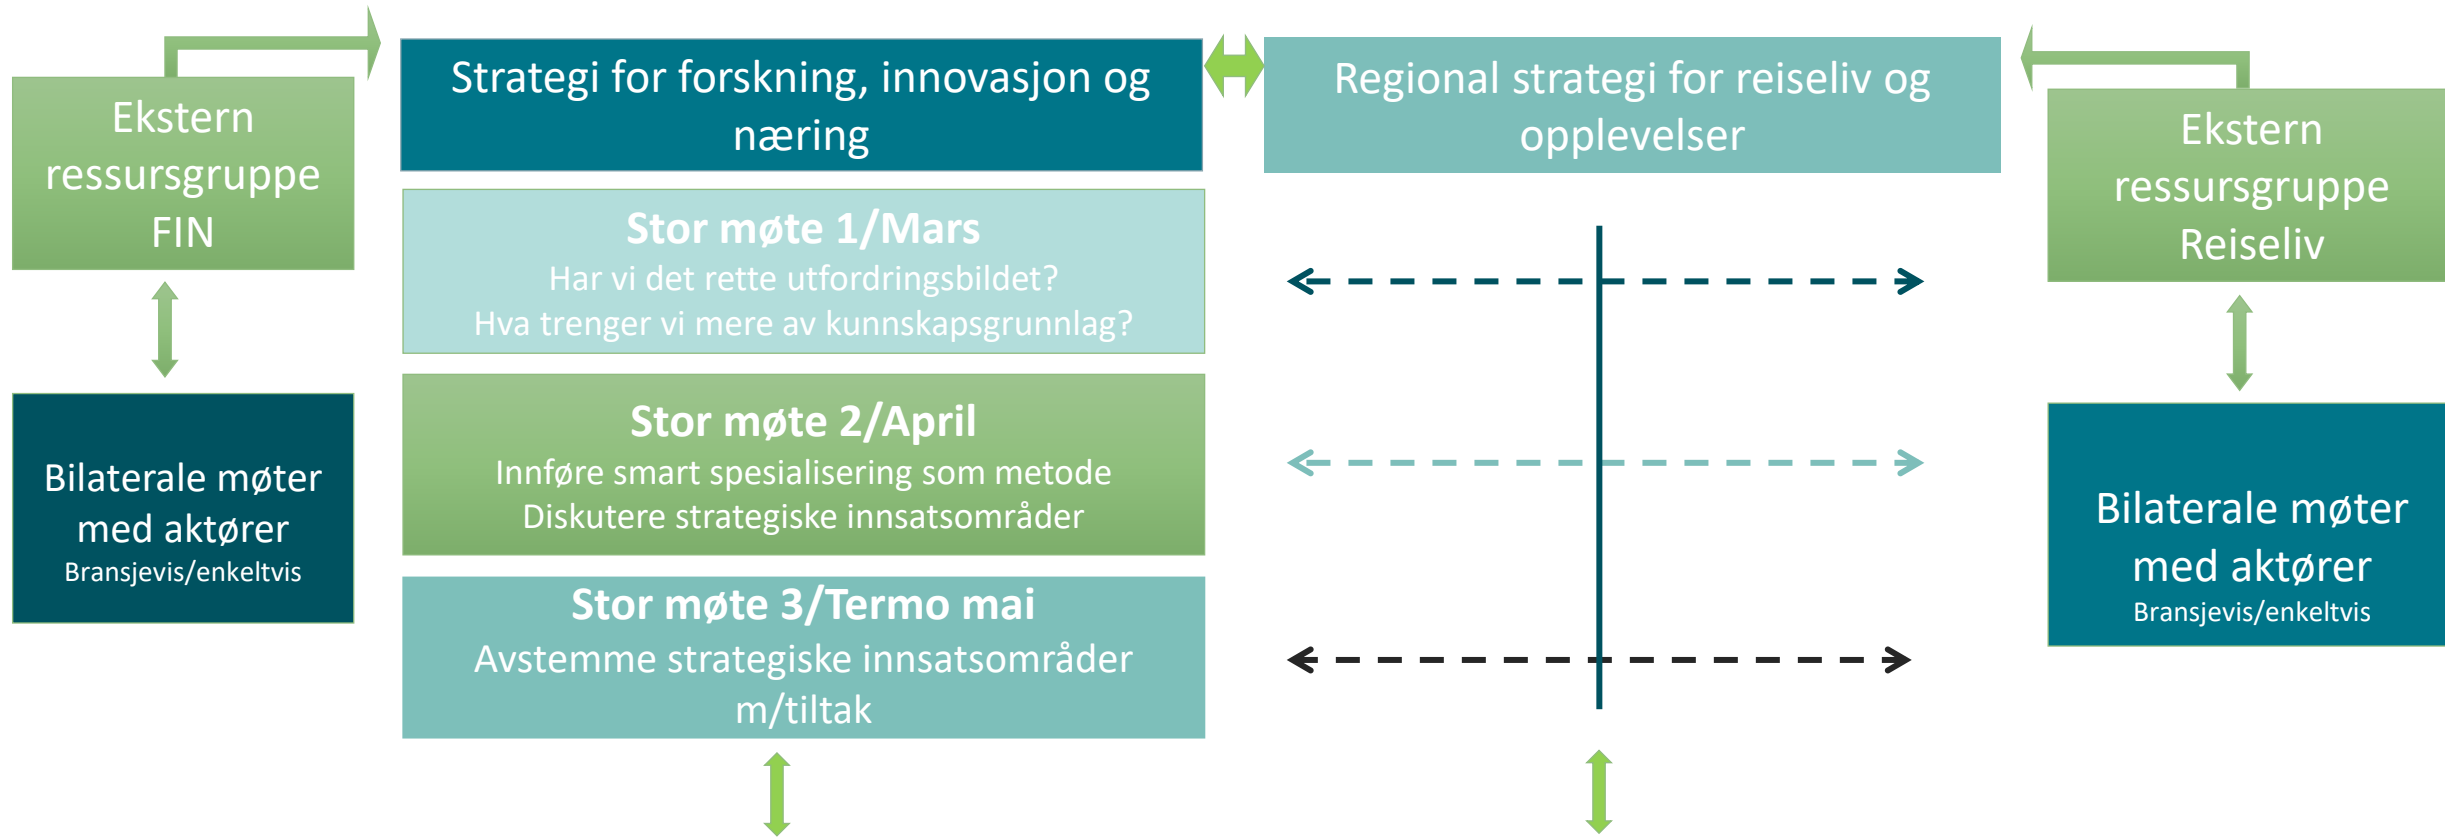 Ekstern
ressursgruppe
FIN
Bilaterale møter
med aktører
Bransjevis/enkeltvis
Strategi for forskning, innovasjon og
næring
Stor møte 1/Mars
Har vi det rette utfordringsbildet?
Hva trenger vi mere av kunnskapsgrunnlag?
Stor møte 2/April
Innføre smart spesialisering som metode
Diskutere strategiske innsatsområder
Stor møte 3/Termo mai
Avstemme strategiske innsatsområder
m/tiltak
Regional strategi for reiseliv og
opplevelser
Ekstern
ressursgruppe
Reiseliv
Bilaterale møter
med aktører
Bransjevis/enkeltvis